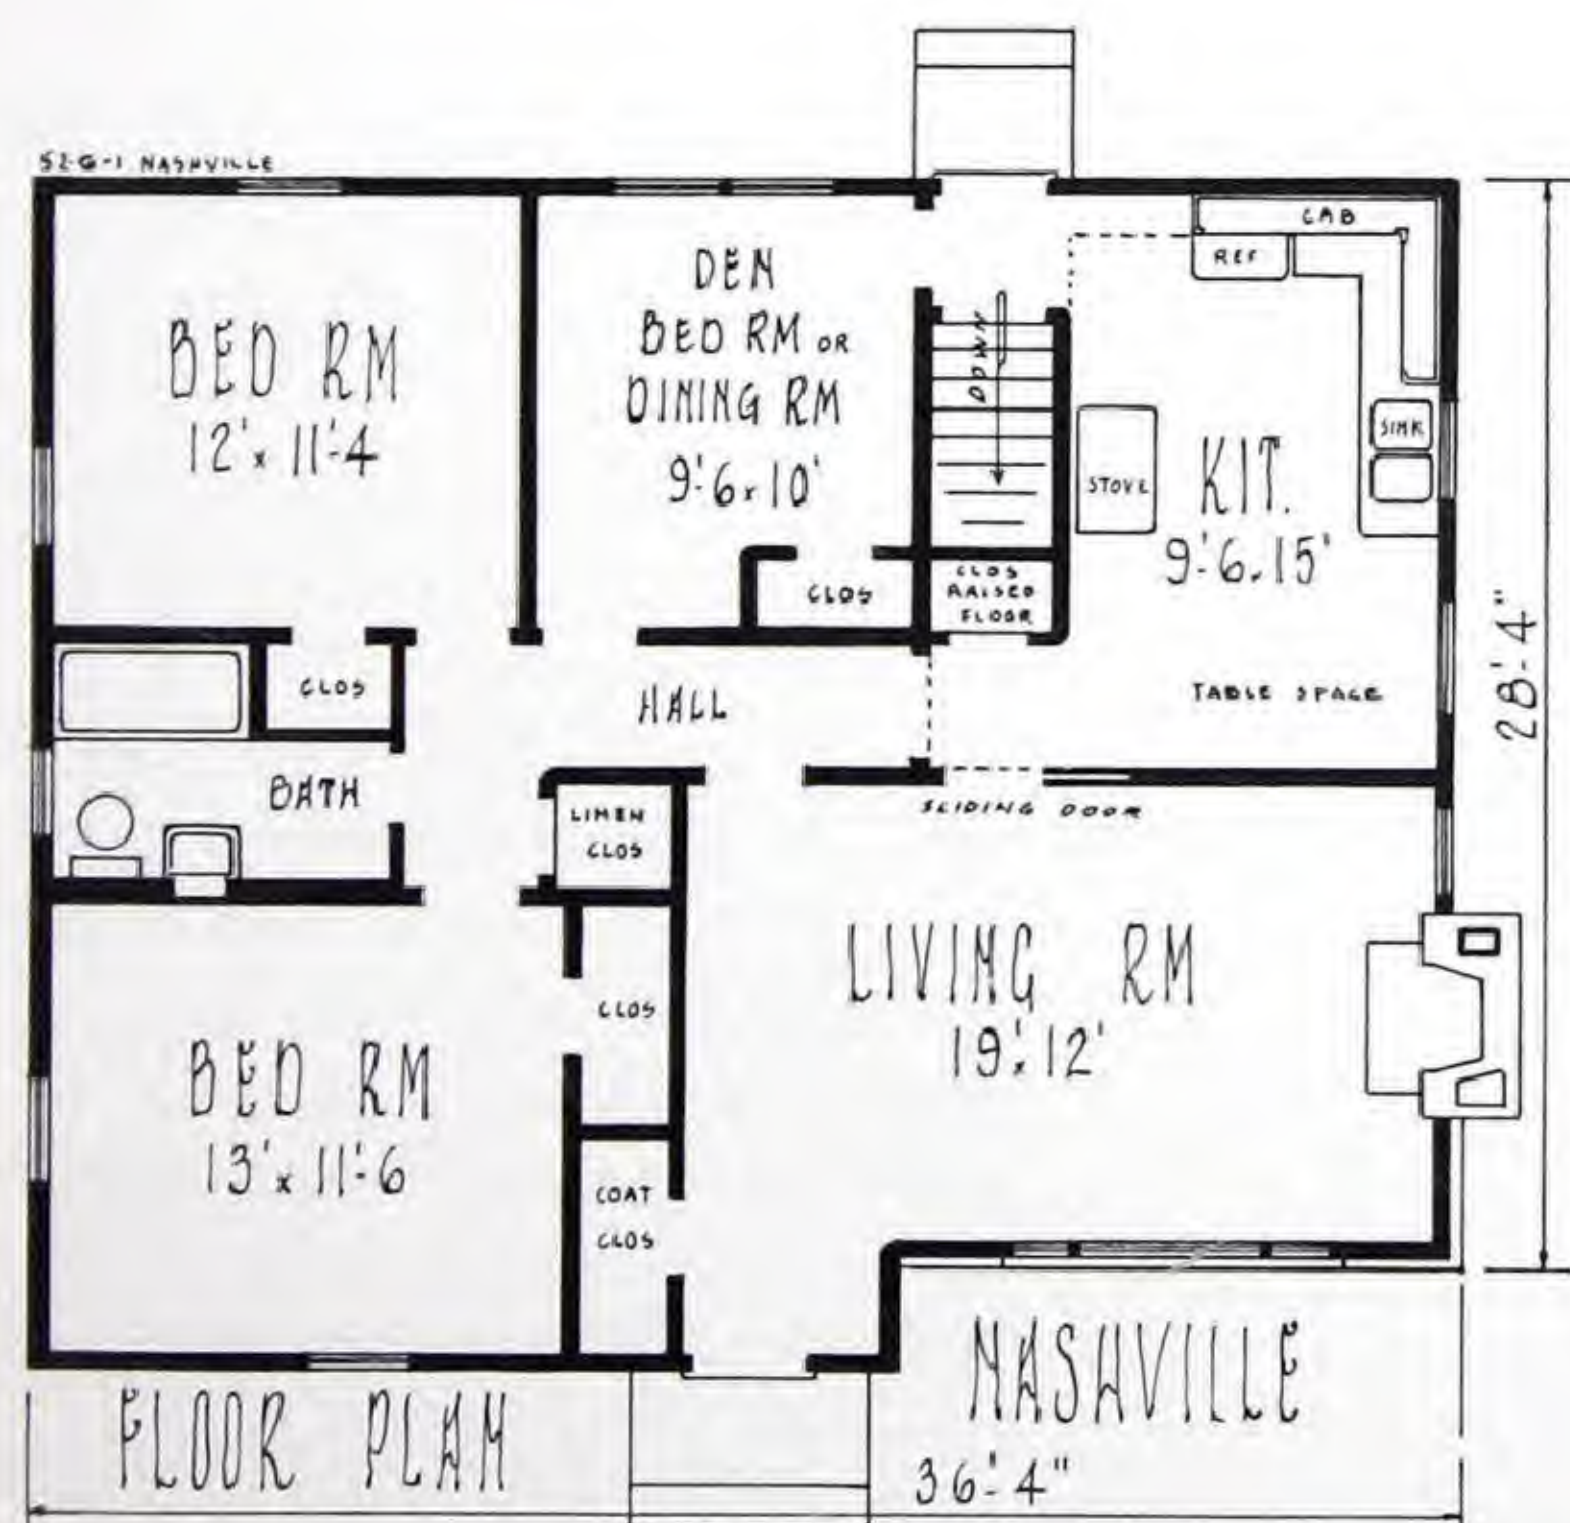 52-G-1 NASHVILLE
CAB
REF
DEN
BED RM OR
DINING RM
9'-6 x 10'
BED RM
12' x 11'-4
DOWN
STOVE
SINK
KIT.
9'-6 x 15'
CLOS
CLOS
RAISED
FLOOR
CLOS
HALL
TABLE SPACE
28'-4"
BATH
LINEN
CLOS
SLIDING DOOR
LIVING RM
19' x 12'
CLOS
BED RM
13' x 11'-6
COAT
CLOS
NASHVILLE
FLOOR PLAN
36'-4"